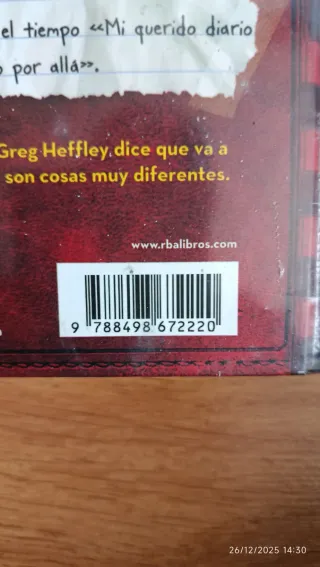 el tiempo «Mi querido diario
por allá».
Greg Heffley, dice que va a
son cosas muy diferentes.
www.rbalibros.com
9 788498 672220
26/12/2025 14:30